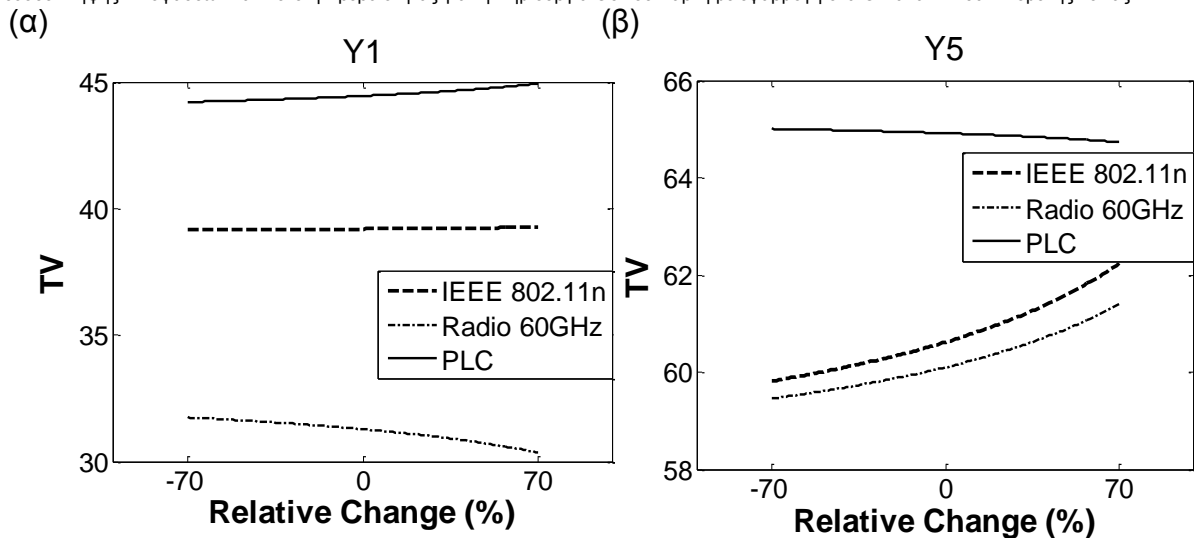 (α)
Y1
45
40
35
30
TV
-70
0
70
Relative Change (%)
IEEE 802.11n
Radio 60GHz
PLC
(β)
Y5
66
64
62
60
58
TV
-70
0
70
Relative Change (%)
IEEE 802.11n
Radio 60GHz
PLC